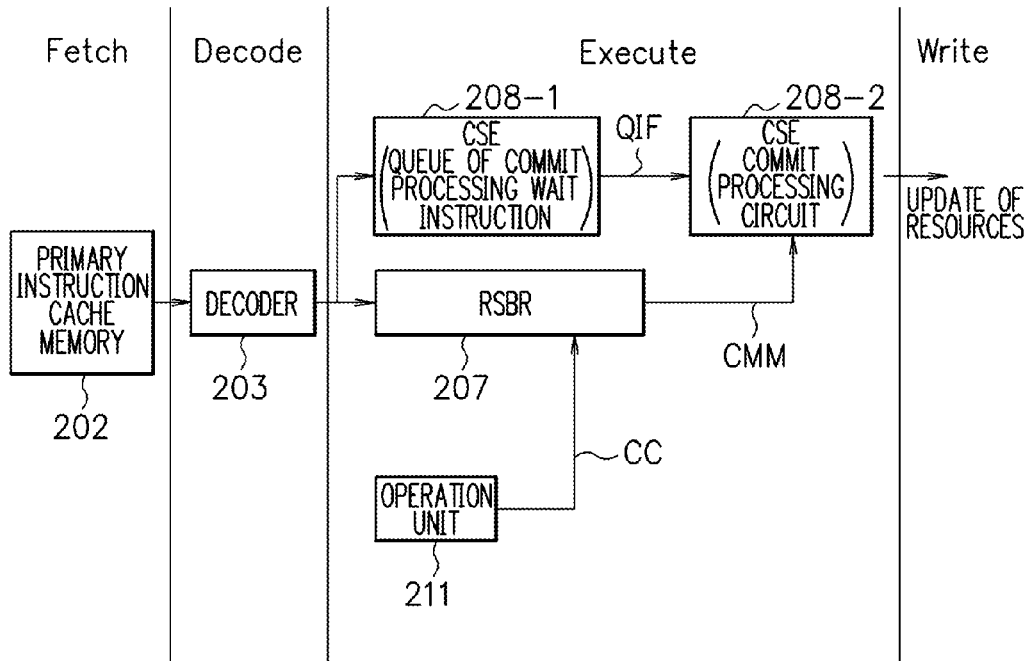 Fetch
Decode
Execute
Write
208-1
208-2
CSE
QUEUE OF COMMIT
PROCESSING WAIT
INSTRUCTION
QIF
CSE
COMMIT
PROCESSING
CIRCUIT
UPDATE OF
RESOURCES
PRIMARY
INSTRUCTION
CACHE
MEMORY
DECODER
RSBR
202
203
207
CMM
CC
OPERATION
UNIT
211